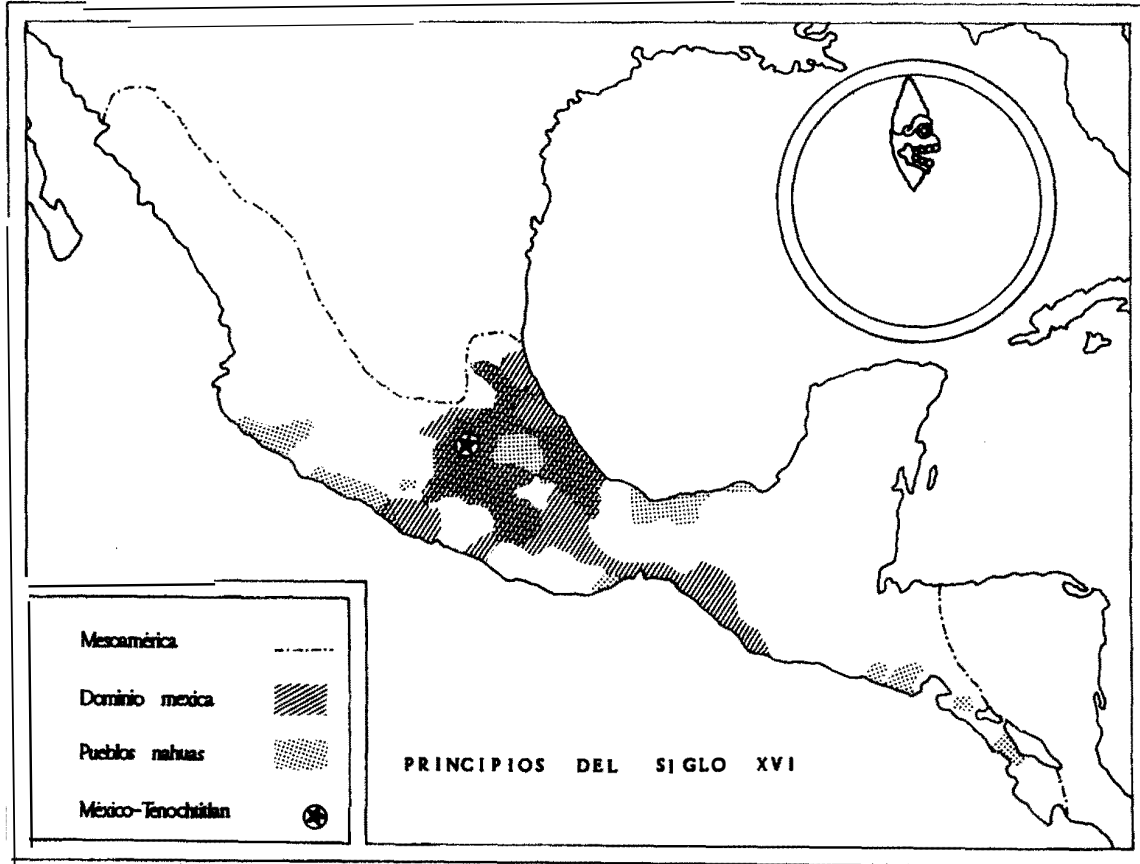 Mesoamérica
Dominio mexica
Pueblos nahuas
México-Tenochtitlan
PRINCIPIOS DEL SIGLO XVI